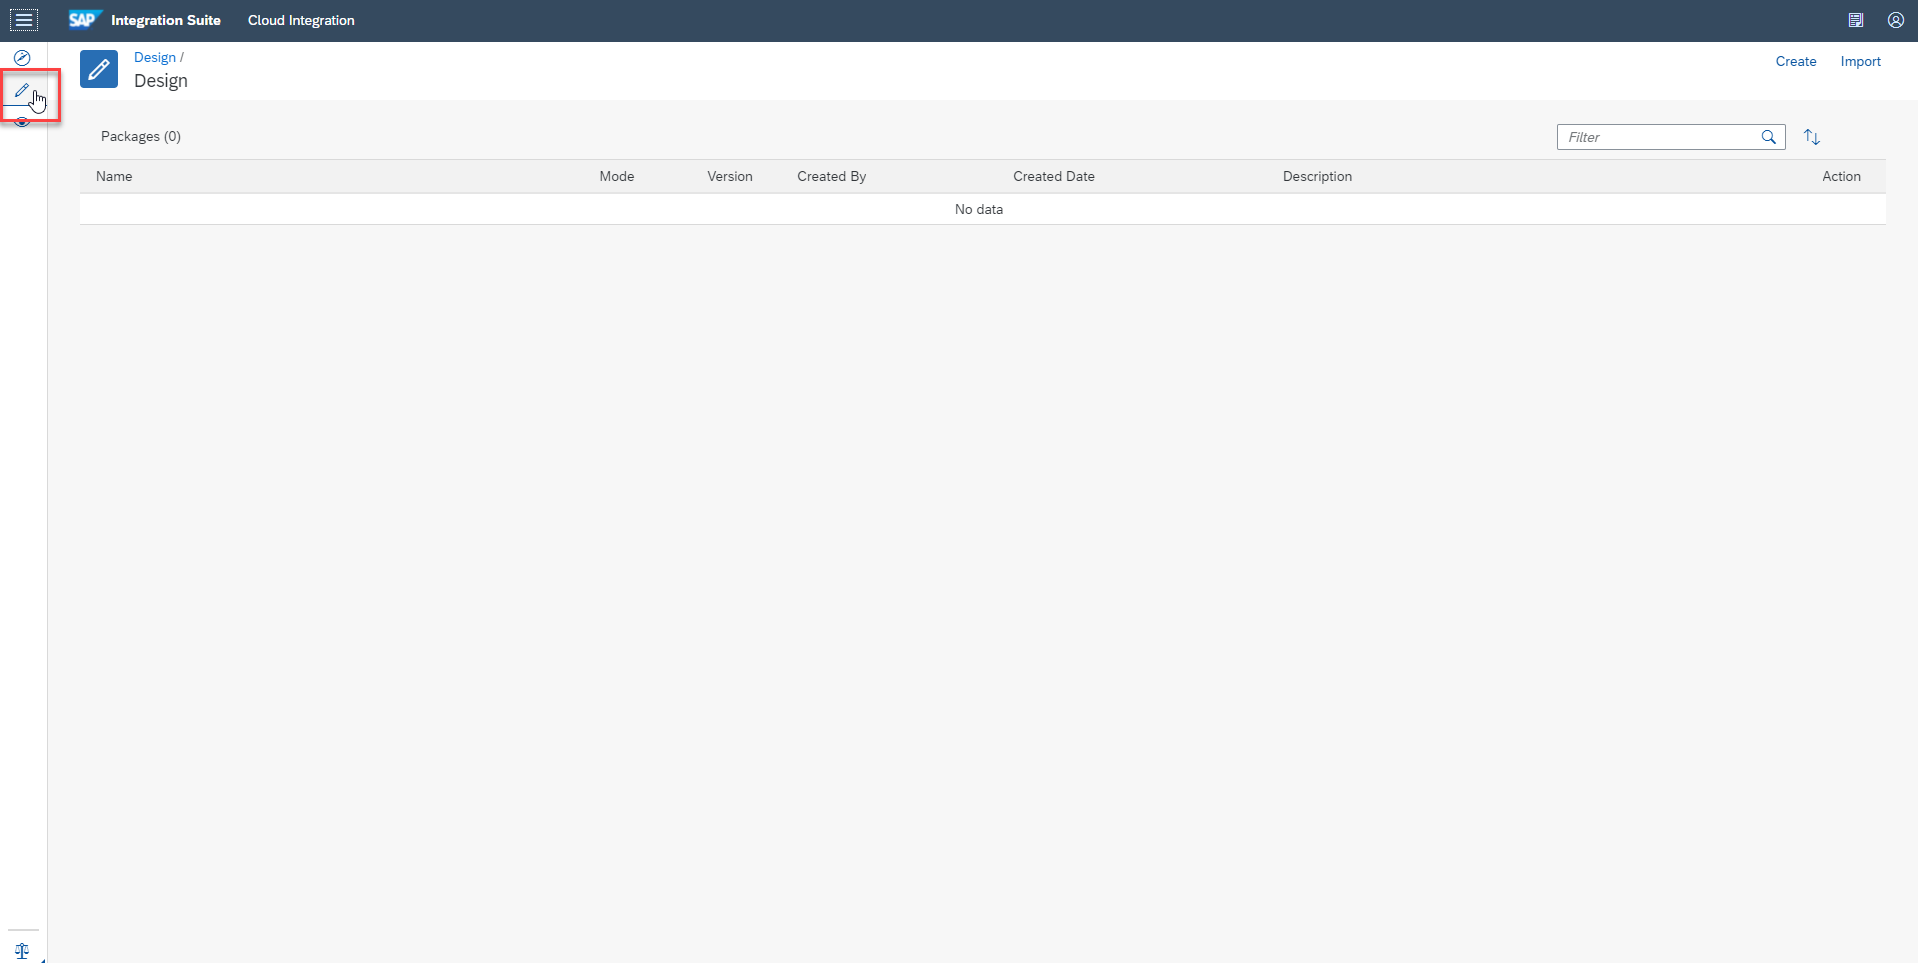 SAP Integration Suite Cloud Integration
Design /
Design
Create Import
Packages (0)
Filter
Name Mode Version Created By Created Date Description Action
No data